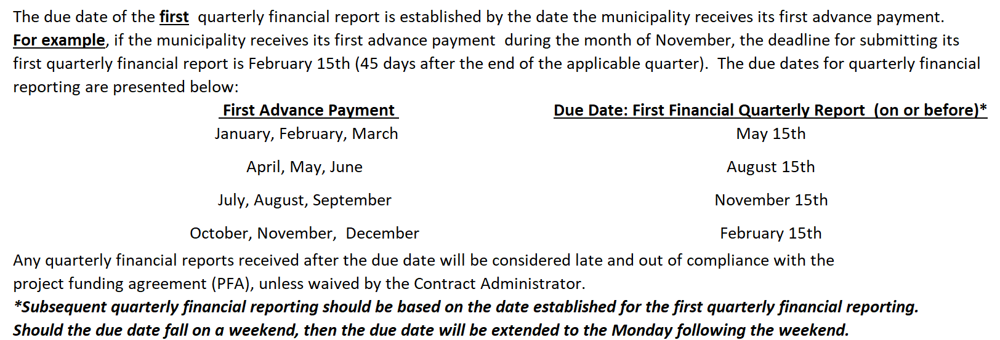 The due date of the first quarterly financial report is established by the date the municipality receives its first advance payment.
For example, if the municipality receives its first advance payment during the month of November, the deadline for submitting its
first quarterly financial report is February 15th (45 days after the end of the applicable quarter). The due dates for quarterly financial
reporting are presented below:
First Advance Payment Due Date: First Financial Quarterly Report (on or before)*
January, February, March May 15th
April, May, June August 15th
July, August, September November 15th
October, November, December February 15th
Any quarterly financial reports received after the due date will be considered late and out of compliance with the
project funding agreement (PFA), unless waived by the Contract Administrator.
*Subsequent quarterly financial reporting should be based on the date established for the first quarterly financial reporting.
Should the due date fall on a weekend, then the due date will be extended to the Monday following the weekend.